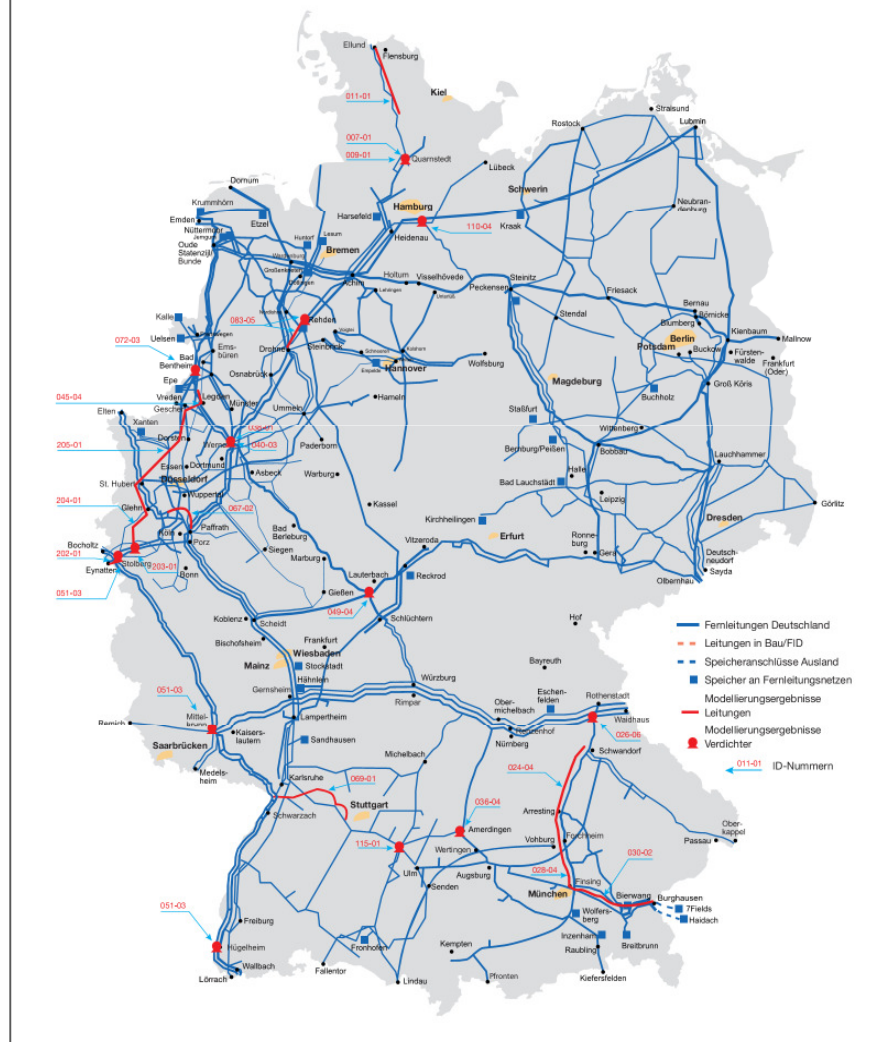 Ellund
Flensburg
011-01
Kiel
Stralsund
Rostock
Lubmin
007-01
009-01
Quarnstedt
Lübeck
Dornum
Schwerin
Krummhörn
Hamburg
Neubran-
denburg
Harsefeld
Emden
Etzel
Kraak
110-04
Nüttermoor
Huntorf
Lesum
Heidenau
Oude
Statenzijl/
Bunde
Bremen
Großenkneten
Achim
Holtum
Visselhövede
Steinitz
Peckensen
Friesack
Bernau
Börnicke
Blumberg
Kalle
083-05
Rehden
Stendal
Berlin
Kienbaum
Mallnow
Uelsen
Potsdam
Buckow
Fürsten-
walde
Frankfurt
(Oder)
072-03
Ems-
büren
Drohne
Steinbrink
Hannover
Wolfsburg
Bad
Bentheim
Osnabrück
Magdeburg
Groß Köris
Epe
Buchholz
045-04
Vreden
Legden
Hameln
Gescher
Münster
Staßfurt
Elten
Ummeln
Xanten
Wittenberg
Dorsten
Werne
040-03
Paderborn
Bernburg/Peißen
Bobbau
205-01
Lauchhammer
Essen
Dortmund
Asbeck
Warburg
Halle
St. Hubert
Düsseldorf
Bad Lauchstädt
Wuppertal
Leipzig
Görlitz
204-01
067-02
Kassel
Glehn
Kirchheilingen
Dresden
Köln
Paffrath
Bad
Berleburg
Vitzeroda
Erfurt
Ronne-
burg
Gera
Bocholtz
Porz
Siegen
Deutsch-
neudorf
202-01
Stolberg
203-01
Marburg
Lauterbach
Eynatten
Bonn
Reckrod
Sayda
Olbernhau
051-03
Gießen
049-04
Koblenz
Scheidt
Schlüchtern
Hof
Fernleitungen Deutschland
Bischofsheim
Frankfurt
Leitungen in Bau/FID
Wiesbaden
Speicheranschlüsse Ausland
Mainz
Stockstadt
Bayreuth
Speicher an Fernleitungsnetzen
Hähnlein
Würzburg
051-03
Gernsheim
Rimpar
Eschen-
felden
Rothenstadt
Modellierungsergebnisse
Leitungen
Mittel-
brunn
Lampertheim
Ober-
michelbach
Waidhaus
Remich
Kaisers-
lautern
Renzenhof
026-06
Modellierungsergebnisse
Verdichter
Saarbrücken
Sandhausen
Nürnberg
Michelbach
Schwandorf
Medels-
heim
024-04
011-01
ID-Nummern
Karlsruhe
069-01
Stuttgart
036-04
Schwarzach
Arresting
Ober-
kappel
Amerdingen
115-01
Vohburg
Forchheim
Passau
Wertingen
030-02
Ulm
Augsburg
028-04
Finsing
Senden
München
Bierwang
Burghausen
051-03
Freiburg
Wolfers-
berg
7Fields
Haidach
Hügelheim
Fronhofen
Kempten
Inzenham
Breitbrunn
Wallbach
Raubling
Lörrach
Fallentor
Lindau
Pfronten
Kiefersfelden